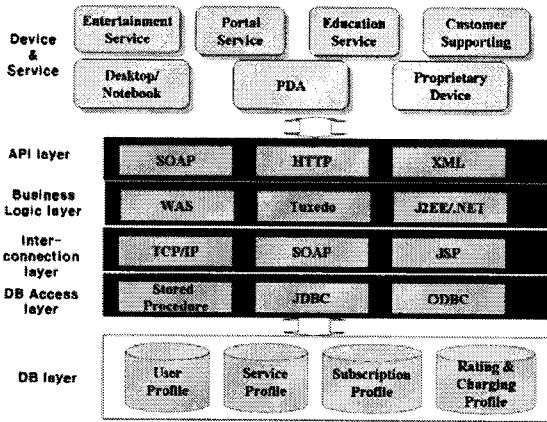 Device
&
Service
Entertainment
Service
Portal
Service
Education
Service
Customer
Supporting
Desktop/
Notebook
PDA
Proprietary
Device
API layer
SOAP
HTTP
XML
Business
Logic layer
WAS
Tuxedo
J2EE/.NET
Inter-
connection
layer
TCP/IP
SOAP
JSP
DB Access
layer
Stored
Procedure
JDBC
ODBC
DB layer
User
Profile
Service
Profile
Subscription
Profile
Rating &
Charging
Profile